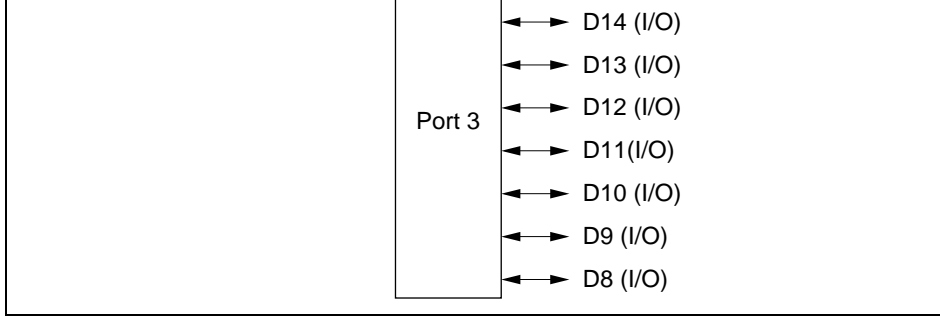 D14 (I/O)
D13 (I/O)
D12 (I/O)
Port 3
D11(I/O)
D10 (I/O)
D9 (I/O)
D8 (I/O)